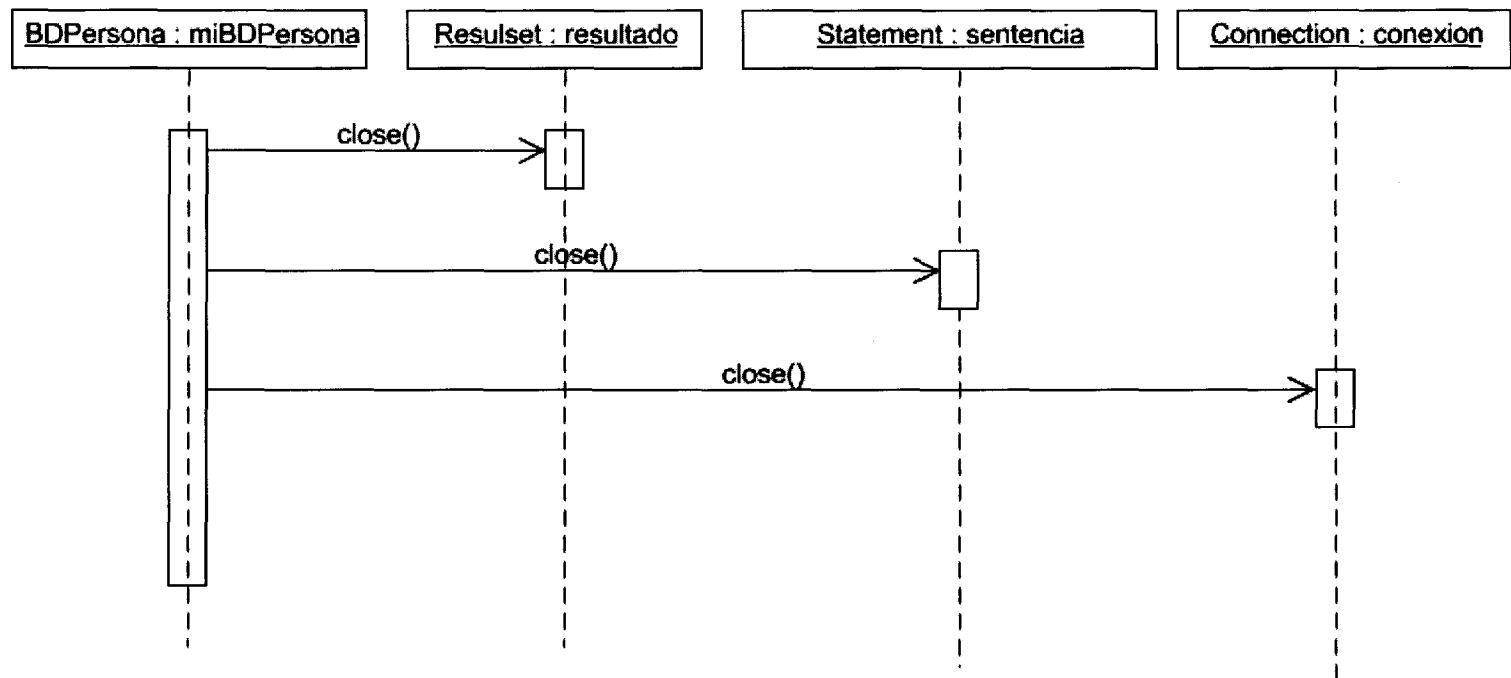 BDPersona : miBDPersona
Resulset : resultado
Statement : sentencia
Connection : conexion
close()
close()
close()